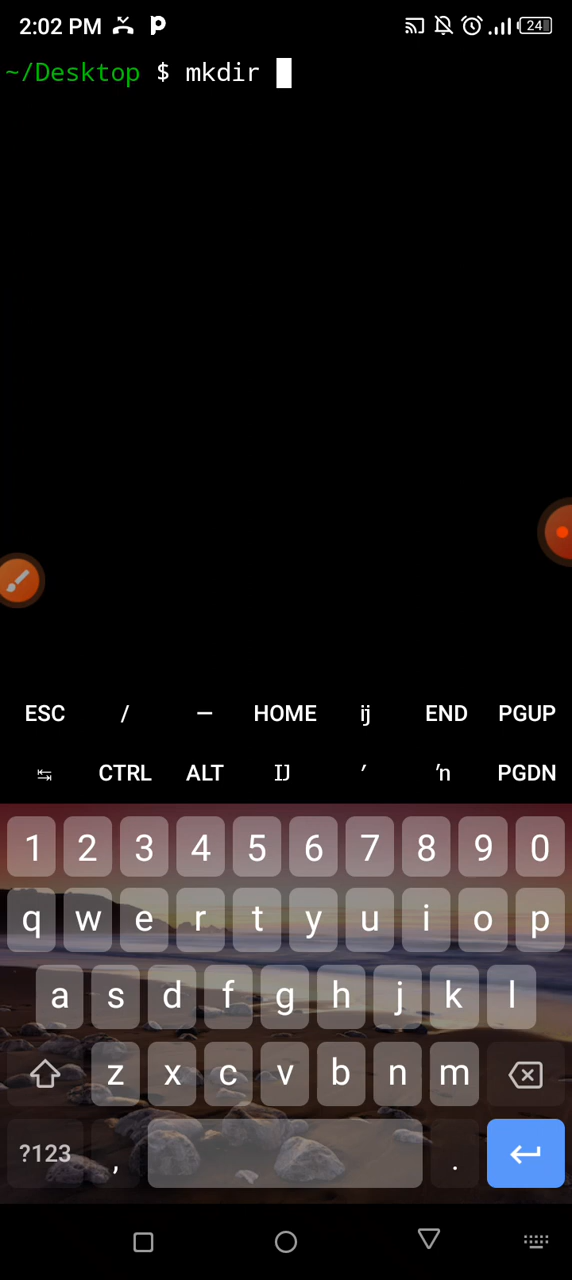 2:02 PM 24
~/Desktop $ mkdir
ESC / — HOME ĳ END PGUP
↹ CTRL ALT Ĳ ′ ŉ PGDN
1 2 3 4 5 6 7 8 9 0
q w e r t y u i o p
a s d f g h j k l
z x c v b n m
?123 , .